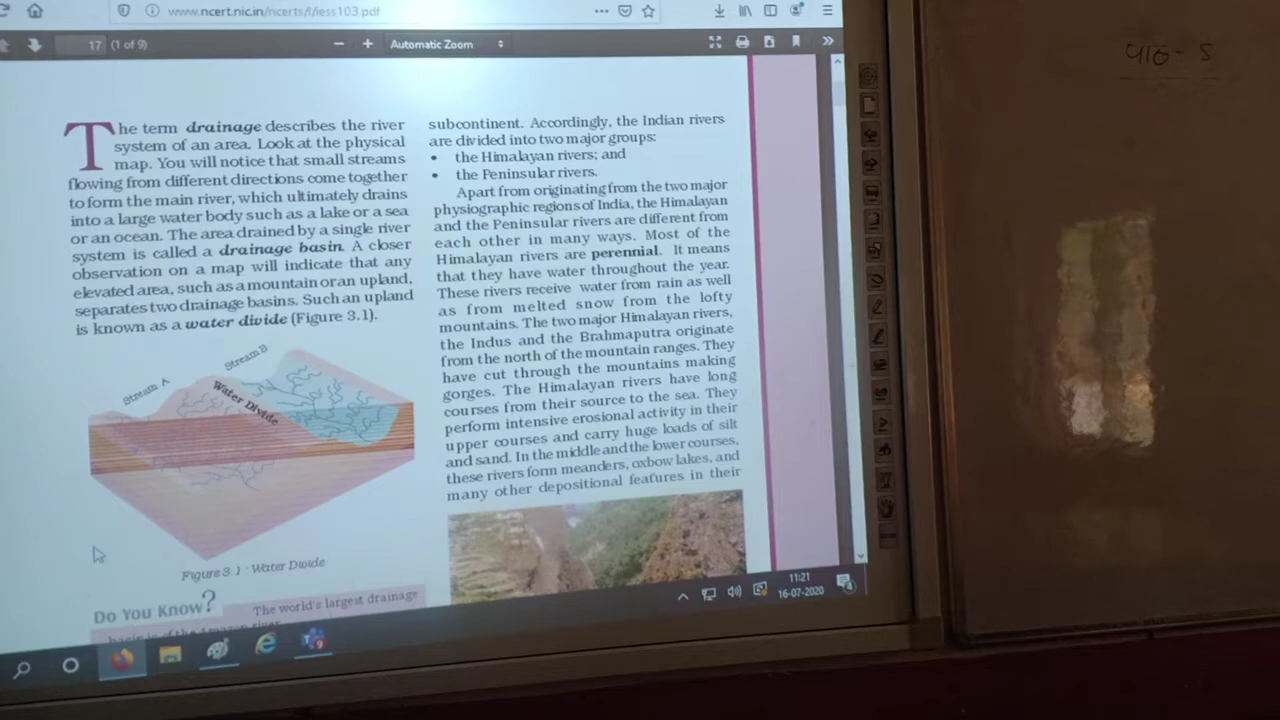 www.ncert.nic.in/ncerts/l/iess103.pdf
17 (1 of 9)
Automatic Zoom
The term drainage describes the river
system of an area. Look at the physical
map. You will notice that small streams
flowing from different directions come together
to form the main river, which ultimately drains
into a large water body such as a lake or a sea
or an ocean. The area drained by a single river
system is called a drainage basin. A closer
observation on a map will indicate that any
elevated area, such as a mountain or an upland,
separates two drainage basins. Such an upland
is known as a water divide (Figure 3.1).
Stream A
Stream B
Water Divide
Figure 3.1 : Water Divide
Do You Know?
The world's largest drainage
basin is of the Amazon river
subcontinent. Accordingly, the Indian rivers
are divided into two major groups:
• the Himalayan rivers; and
• the Peninsular rivers.
Apart from originating from the two major
physiographic regions of India, the Himalayan
and the Peninsular rivers are different from
each other in many ways. Most of the
Himalayan rivers are perennial. It means
that they have water throughout the year.
These rivers receive water from rain as well
as from melted snow from the lofty
mountains. The two major Himalayan rivers,
the Indus and the Brahmaputra originate
from the north of the mountain ranges. They
have cut through the mountains making
gorges. The Himalayan rivers have long
courses from their source to the sea. They
perform intensive erosional activity in their
upper courses and carry huge loads of silt
and sand. In the middle and the lower courses,
these rivers form meanders, oxbow lakes, and
many other depositional features in their
11:21
16-07-2020